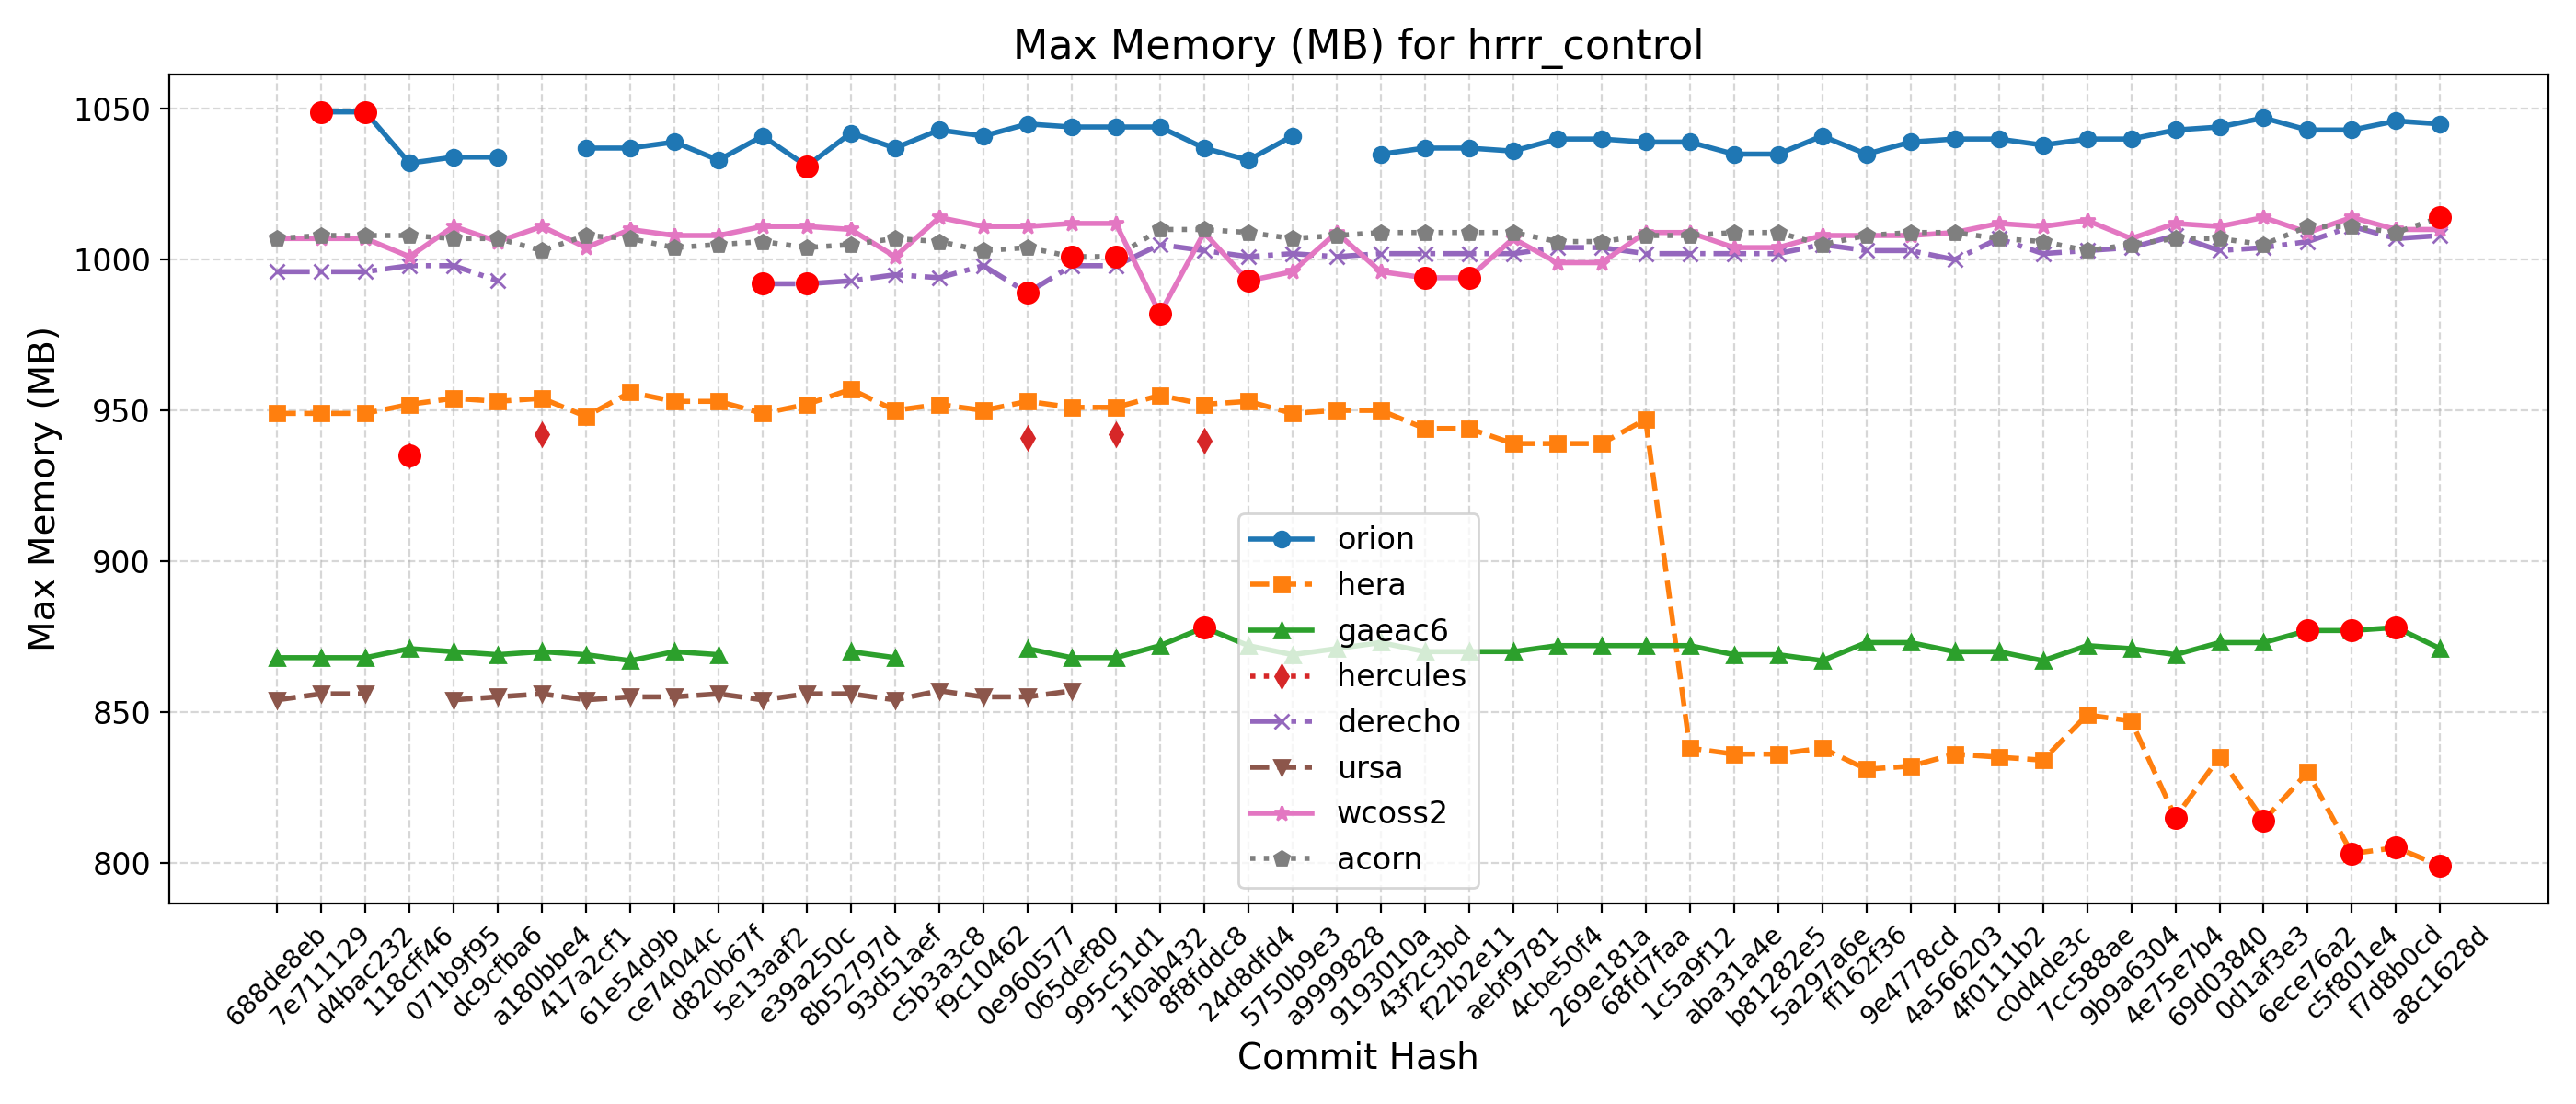 Max Memory (MB) for hrrr_control
Max Memory (MB)
1050
1000
950
900
850
800
orion
hera
gaeac6
hercules
derecho
ursa
wcoss2
acorn
688de8eb
7e711129
d4bac232
118cff46
071b9f95
dc9cfba6
a180bbe4
417a2cf1
61e54d9b
ce74044c
d820b67f
5e13aaf2
e39a250c
8b52797d
93d51aef
c5b3a3c8
f9c10462
0e960577
065def80
995c51d1
1f0ab432
8f8fddc8
24d8dfd4
5750b9e3
a9999828
9193010a
43f2c3bd
f22b2e11
aebf9781
4cbe50f4
269e181a
68fd7faa
1c5a9f12
aba31a4e
b81282e5
5a297a6e
ff162f36
9e4778cd
4a566203
4f0111b2
c0d4de3c
7cc588ae
9b9a6304
4e75e7b4
69d03840
0d1af3e3
6ece76a2
c5f801e4
f7d8b0cd
a8c1628d
Commit Hash